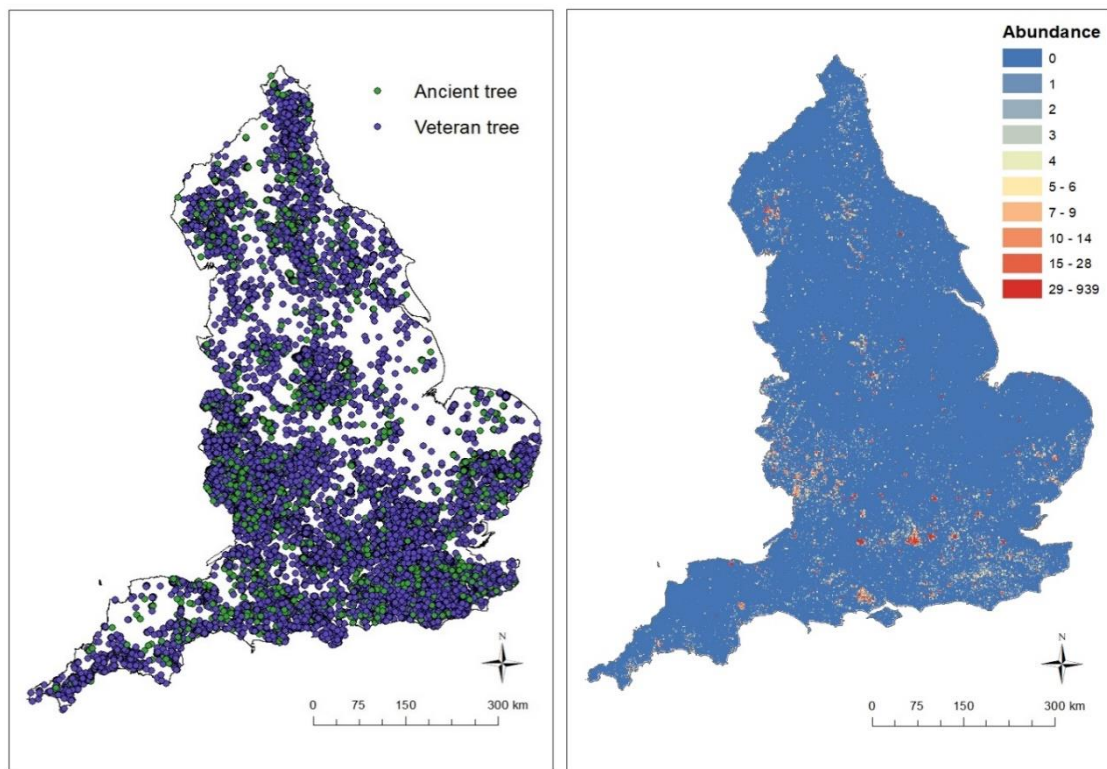 Ancient tree
Veteran tree
N
0 75 150 300 km
Abundance
0
1
2
3
4
5 - 6
7 - 9
10 - 14
15 - 28
29 - 939
N
0 75 150 300 km